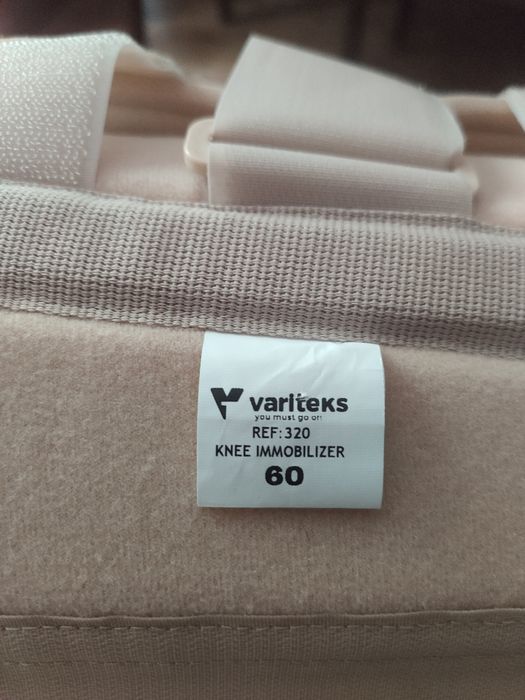 variteks
you must go on
REF: 320
KNEE IMMOBILIZER
60